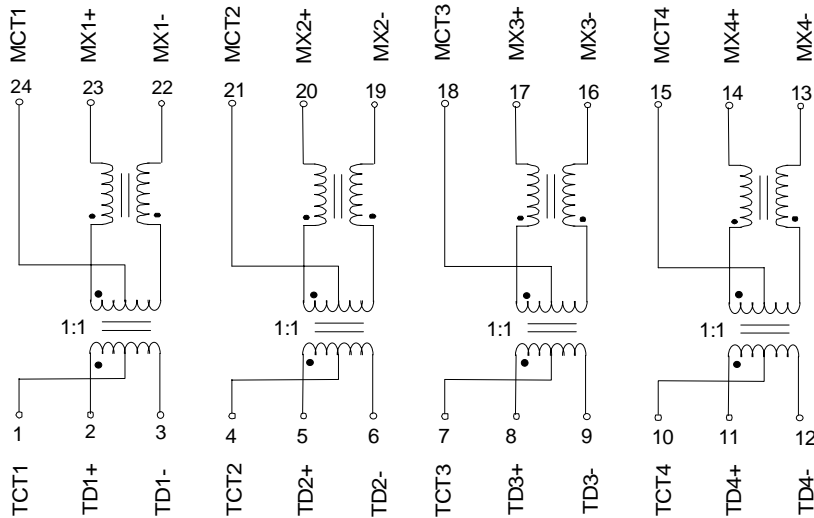 MCT1 MX1+ MX1- MCT2 MX2+ MX2- MCT3 MX3+ MX3- MCT4 MX4+ MX4-
24 23 22 21 20 19 18 17 16 15 14 13
1:1 1:1 1:1 1:1
1 2 3 4 5 6 7 8 9 10 11 12
TCT1 TD1+ TD1- TCT2 TD2+ TD2- TCT3 TD3+ TD3- TCT4 TD4+ TD4-